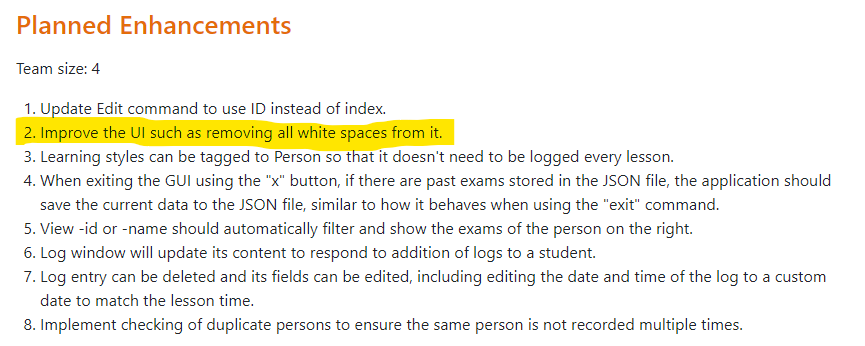 Planned Enhancements
Team size: 4
1. Update Edit command to use ID instead of index.
2. Improve the UI such as removing all white spaces from it.
3. Learning styles can be tagged to Person so that it doesn't need to be logged every lesson.
4. When exiting the GUI using the "x" button, if there are past exams stored in the JSON file, the application should
save the current data to the JSON file, similar to how it behaves when using the "exit" command.
5. View -id or -name should automatically filter and show the exams of the person on the right.
6. Log window will update its content to respond to addition of logs to a student.
7. Log entry can be deleted and its fields can be edited, including editing the date and time of the log to a custom
date to match the lesson time.
8. Implement checking of duplicate persons to ensure the same person is not recorded multiple times.